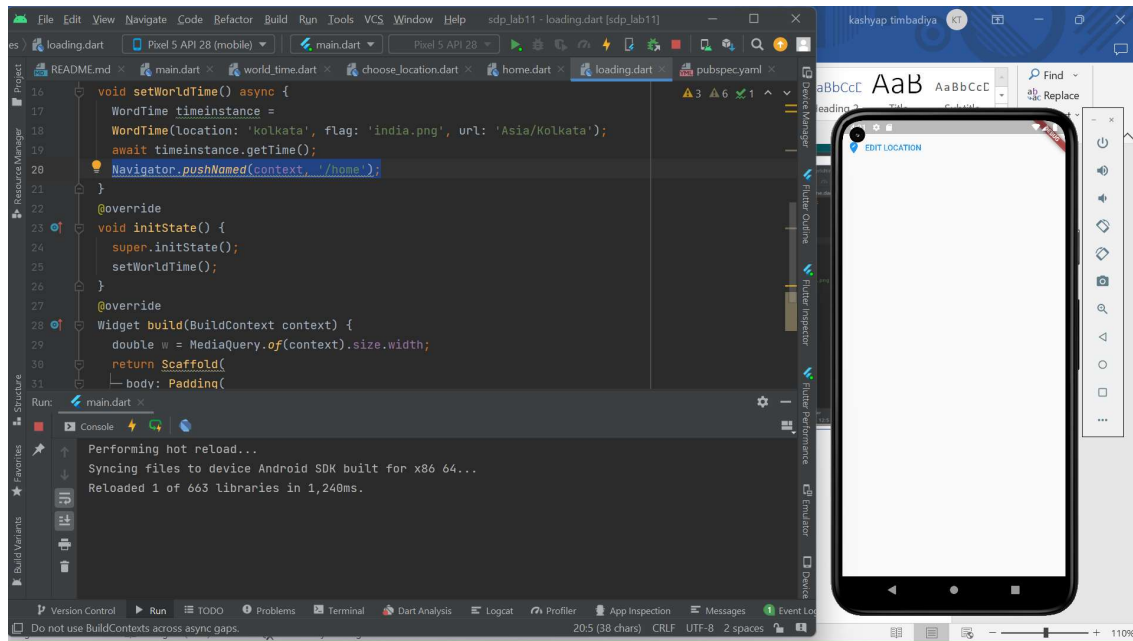 File Edit View Navigate Code Refactor Build Run Tools VCS Window Help sdp_lab11 - loading.dart [sdp_lab11]
kashyap timbadiya KT
es loading.dart Pixel 5 API 28 (mobile) main.dart Pixel 5 API 28
README.md main.dart world_time.dart choose_location.dart home.dart loading.dart pubspec.yaml
16 void setWorldTime() async {
3 6 1
17 WordTime timeinstance =
18 WordTime(location: 'kolkata', flag: 'india.png', url: 'Asia/Kolkata');
19 await timeinstance.getTime();
20 Navigator.pushNamed(context, '/home');
21 }
22 @override
23 void initState() {
24 super.initState();
25 setWorldTime();
26 }
27 @override
28 Widget build(BuildContext context) {
29 double w = MediaQuery.of(context).size.width;
30 return Scaffold(
31 body: Padding(
Project
Resource Manager
Structure
Favorites
Build Variants
Device Manager
Flutter Outline
Flutter Inspector
Flutter Performance
Emulator
Device
Run: main.dart
Console
Performing hot reload...
Syncing files to device Android SDK built for x86 64...
Reloaded 1 of 663 libraries in 1,240ms.
Version Control Run TODO Problems Terminal Dart Analysis Logcat Profiler App Inspection Messages 1 Event Log
Do not use BuildContexts across async gaps. 20:5 (38 chars) CRLF UTF-8 2 spaces
aBbCcC AaB AaBbCcD
Title Subtitle
Find
Replace
EDIT LOCATION
110%